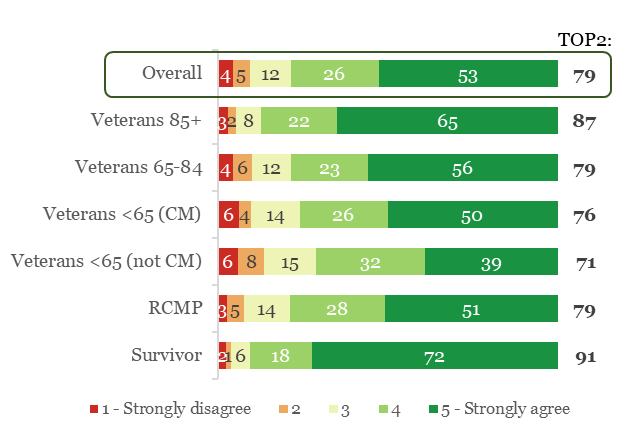 TOP2:
Overall 4 5 12 26 53 79
Veterans 85+ 3 2 8 22 65 87
Veterans 65-84 4 6 12 23 56 79
Veterans <65 (CM) 6 4 14 26 50 76
Veterans <65 (not CM) 6 8 15 32 39 71
RCMP 3 5 14 28 51 79
Survivor 2 1 6 18 72 91
1 - Strongly disagree 2 3 4 5 - Strongly agree